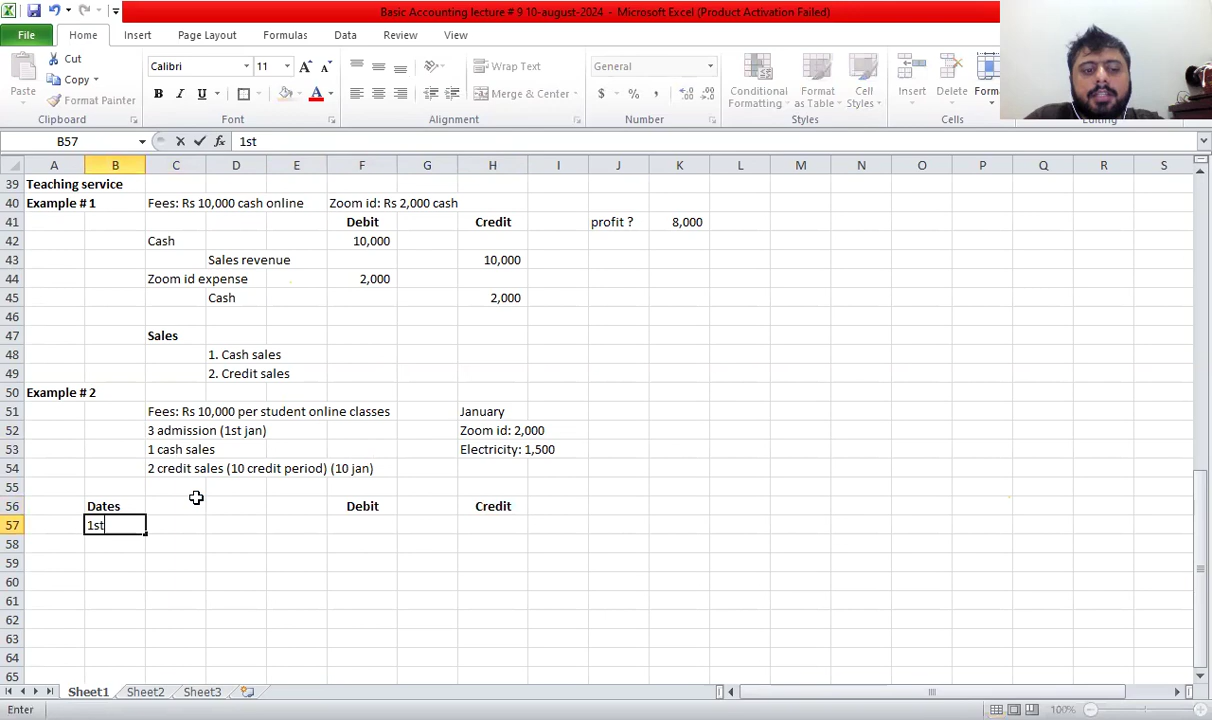 Basic Accounting lecture # 9 10-august-2024 - Microsoft Excel (Product Activation Failed)
File Home Insert Page Layout Formulas Data Review View
Paste Cut Copy Format Painter Clipboard
Calibri 11 B I U A A A Font
Wrap Text Merge & Center Alignment
General $ % , Number
Conditional Formatting Format as Table Cell Styles Styles
Insert Delete Form Cells
B57 fx 1st
A B C D E F G H I J K L M N O P Q R S
39 Teaching service
40 Example # 1 Fees: Rs 10,000 cash online Zoom id: Rs 2,000 cash
41 Debit Credit profit ? 8,000
42 Cash 10,000
43 Sales revenue 10,000
44 Zoom id expense 2,000
45 Cash 2,000
46
47 Sales
48 1. Cash sales
49 2. Credit sales
50 Example # 2
51 Fees: Rs 10,000 per student online classes January
52 3 admission (1st jan) Zoom id: 2,000
53 1 cash sales Electricity: 1,500
54 2 credit sales (10 credit period) (10 jan)
55
56 Dates Debit Credit
57 1st
58
59
60
61
62
63
64
65
Sheet1 Sheet2 Sheet3
Enter 100%